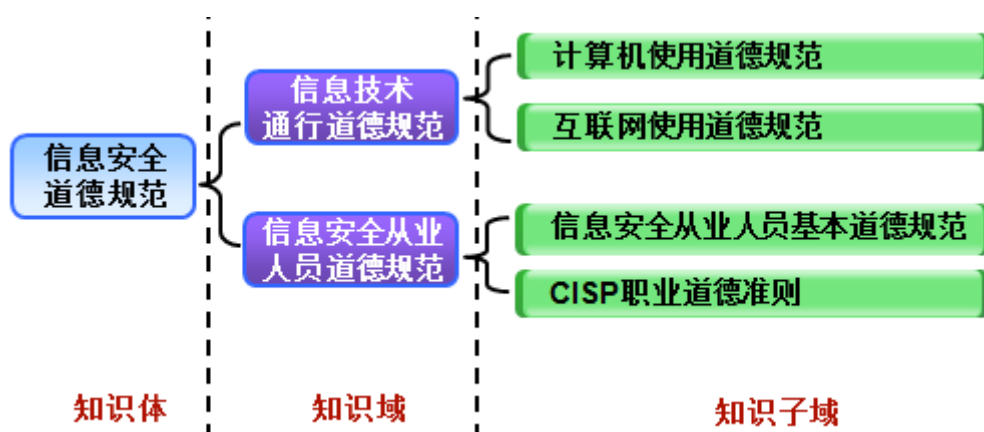 信息安全
道德规范
信息技术
通行道德规范
信息安全从业
人员道德规范
计算机使用道德规范
互联网使用道德规范
信息安全从业人员基本道德规范
CISP职业道德准则
知识体
知识域
知识子域